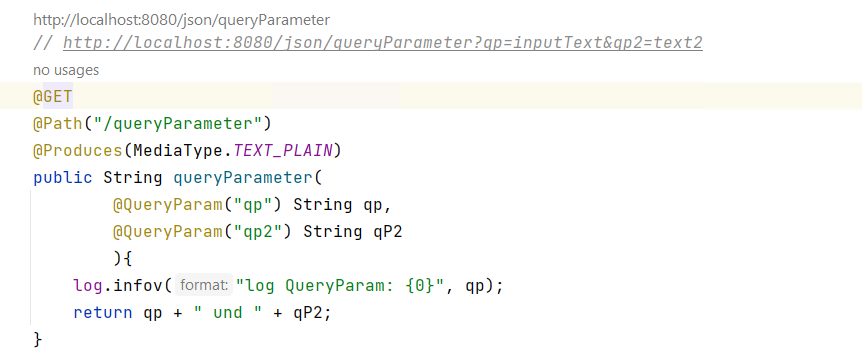 http://localhost:8080/json/queryParameter
// http://localhost:8080/json/queryParameter?qp=inputText&qp2=text2
no usages
@GET
@Path("/queryParameter")
@Produces(MediaType.TEXT_PLAIN)
public String queryParameter(
@QueryParam("qp") String qp,
@QueryParam("qp2") String qP2
){
log.infov( format: "log QueryParam: {0}", qp);
return qp + " und " + qP2;
}